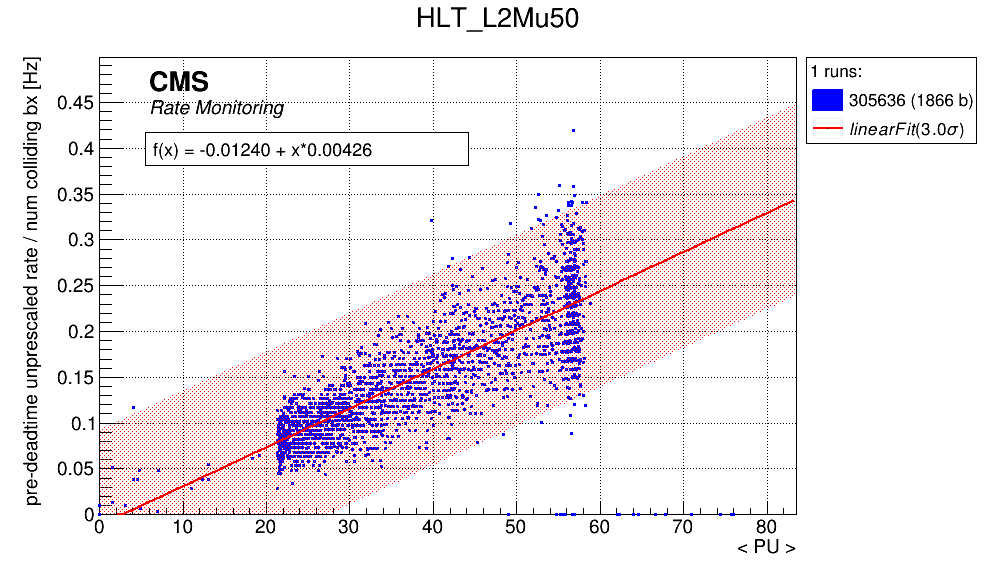 HLT_L2Mu50
pre-deadtime unprescaled rate / num colliding bx [Hz]
CMS
Rate Monitoring
f(x) = -0.01240 + x*0.00426
1 runs:
305636 (1866 b)
linearFit(3.0σ)
0.45
0.4
0.35
0.3
0.25
0.2
0.15
0.1
0.05
0
0 10 20 30 40 50 60 70 80
< PU >